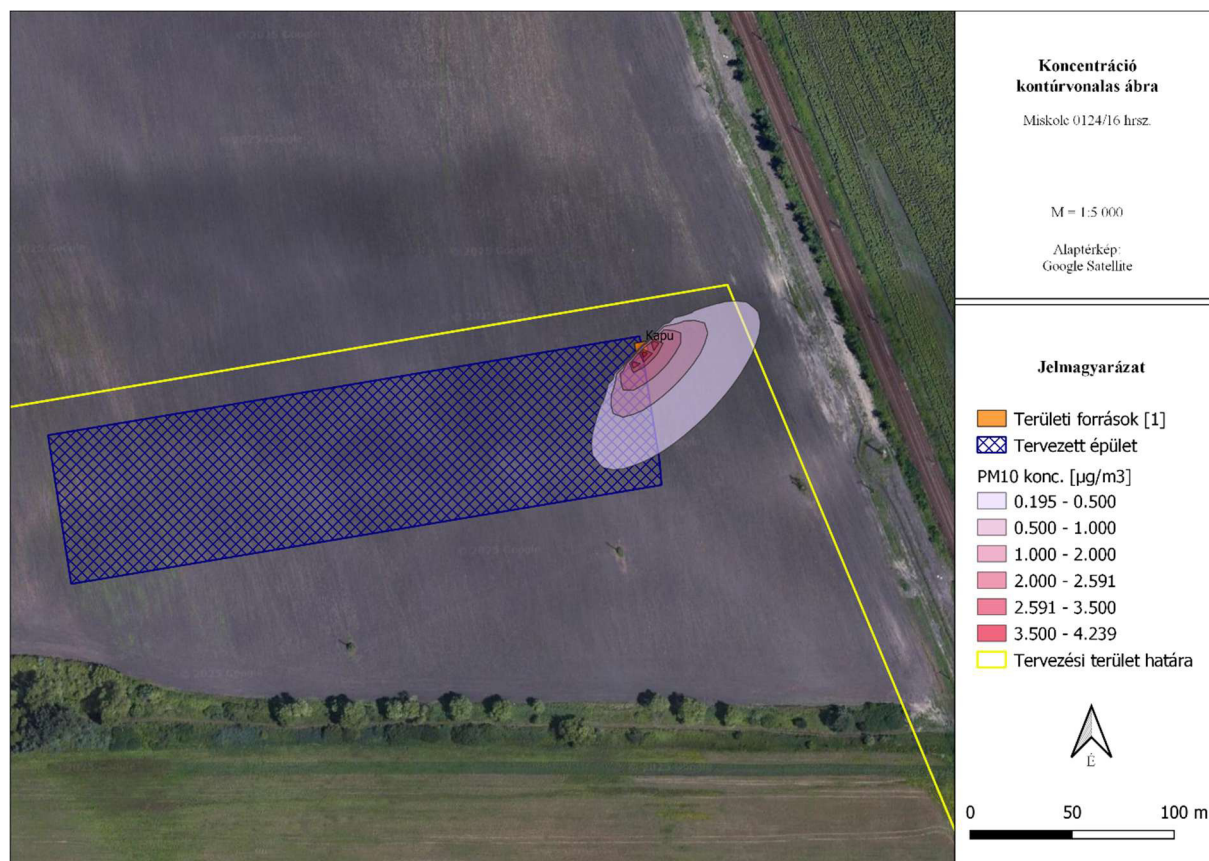 Koncentráció
kontúrvonalas ábra
Miskolc 0124/16 hrsz.
M = 1:5 000
Alaptérkép:
Google Satellite
Kapu
Jelmagyarázat
Területi források [1]
Tervezett épület
PM10 konc. [µg/m3]
0.195 - 0.500
0.500 - 1.000
1.000 - 2.000
2.000 - 2.591
2.591 - 3.500
3.500 - 4.239
Tervezési terület határa
É
0 50 100 m